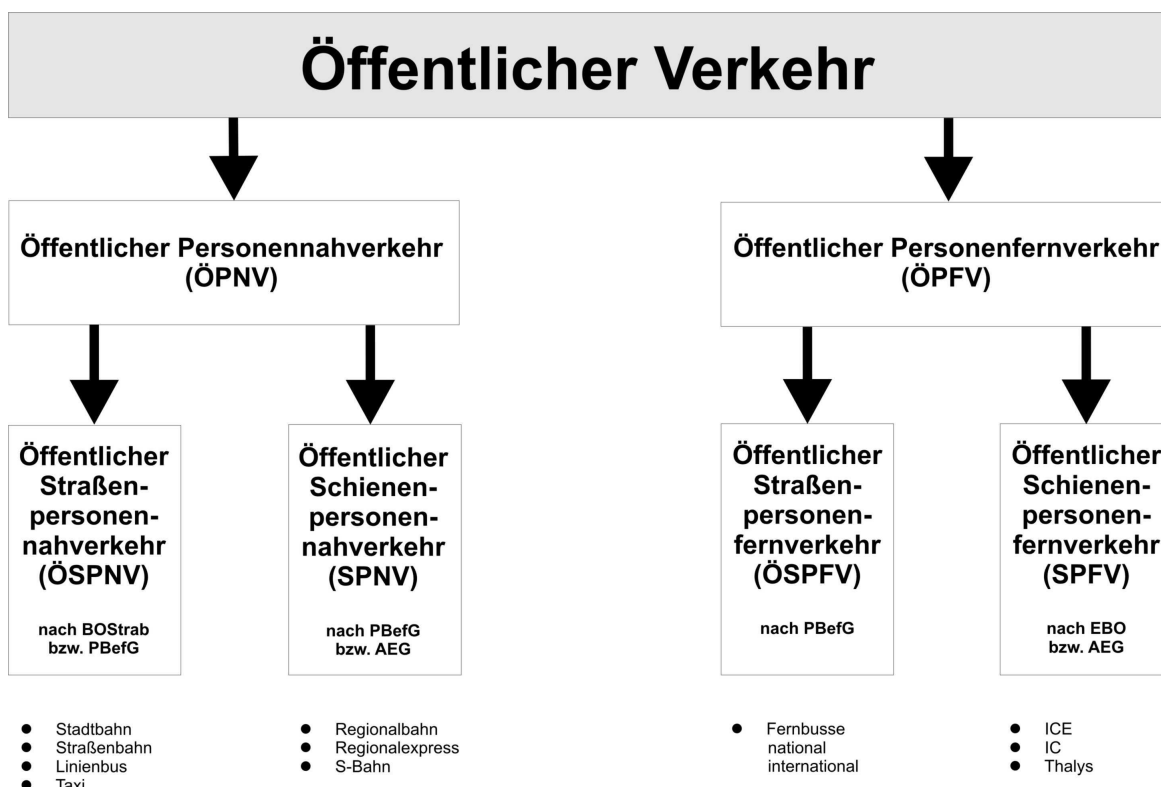 Öffentlicher Verkehr
Öffentlicher Personennahverkehr
(ÖPNV)
Öffentlicher Personenfernverkehr
(ÖPFV)
Öffentlicher
Straßen-
personen-
nahverkehr
(ÖSPNV)
nach BOStrab
bzw. PBefG
Öffentlicher
Schienen-
personen-
nahverkehr
(SPNV)
nach PBefG
bzw. AEG
Öffentlicher
Straßen-
personen-
fernverkehr
(ÖSPFV)
nach PBefG
Öffentlicher
Schienen-
personen-
fernverkehr
(SPFV)
nach EBO
bzw. AEG
● Stadtbahn
● Straßenbahn
● Linienbus
● Taxi
● Regionalbahn
● Regionalexpress
● S-Bahn
● Fernbusse
national
international
● ICE
● IC
● Thalys